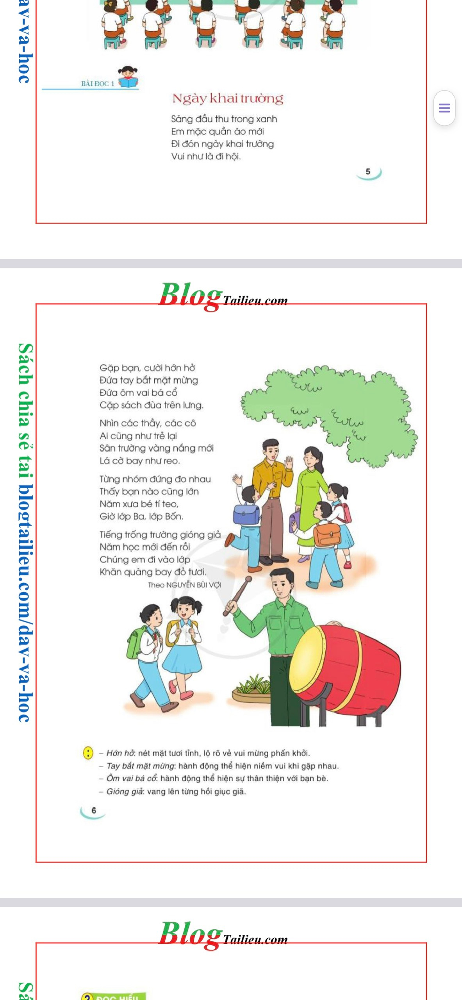 av-va-hoc
BÀI ĐỌC 1
Ngày khai trường
Sáng đầu thu trong xanh
Em mặc quần áo mới
Đi đón ngày khai trường
Vui như là đi hội.
5
Blog Tailieu.com
Sách chia sẻ tại blogtailieu.com/day-va-hoc
Gặp bạn, cười hớn hở
Đứa tay bắt mặt mừng
Đứa ôm vai bá cổ
Cặp sách đùa trên lưng.
Nhìn các thầy, các cô
Ai cũng như trẻ lại
Sân trường vàng nắng mới
Lá cờ bay như reo.
Từng nhóm đứng đo nhau
Thấy bạn nào cũng lớn
Năm xưa bé tí teo,
Giờ lớp Ba, lớp Bốn.
Tiếng trống trường gióng giả
Năm học mới đến rồi
Chúng em đi vào lớp
Khăn quàng bay đỏ tươi.
Theo NGUYỄN BÙI VỢI
– Hớn hở: nét mặt tươi tỉnh, lộ rõ vẻ vui mừng phấn khởi.
– Tay bắt mặt mừng: hành động thể hiện niềm vui khi gặp nhau.
– Ôm vai bá cổ: hành động thể hiện sự thân thiện với bạn bè.
– Gióng giả: vang lên từng hồi giục giã.
6
Blog Tailieu.com
Sá
? ĐỌC HIỂU